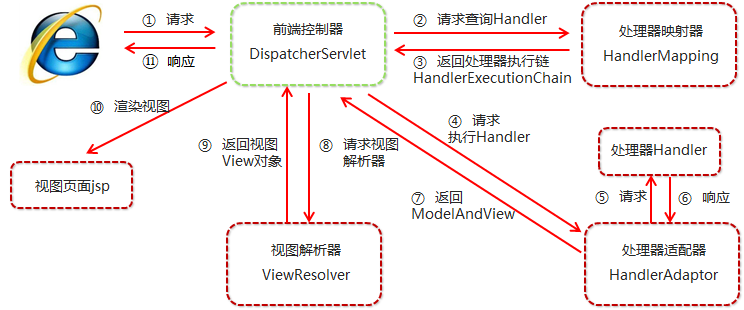 ① 请求
⑪ 响应
前端控制器
DispatcherServlet
② 请求查询Handler
③ 返回处理器执行链
HandlerExecutionChain
处理器映射器
HandlerMapping
⑩ 渲染视图
④ 请求
执行Handler
⑨ 返回视图
View对象
⑧ 请求视图
解析器
处理器Handler
视图页面jsp
⑦ 返回
ModelAndView
⑤ 请求
⑥ 响应
视图解析器
ViewResolver
处理器适配器
HandlerAdaptor